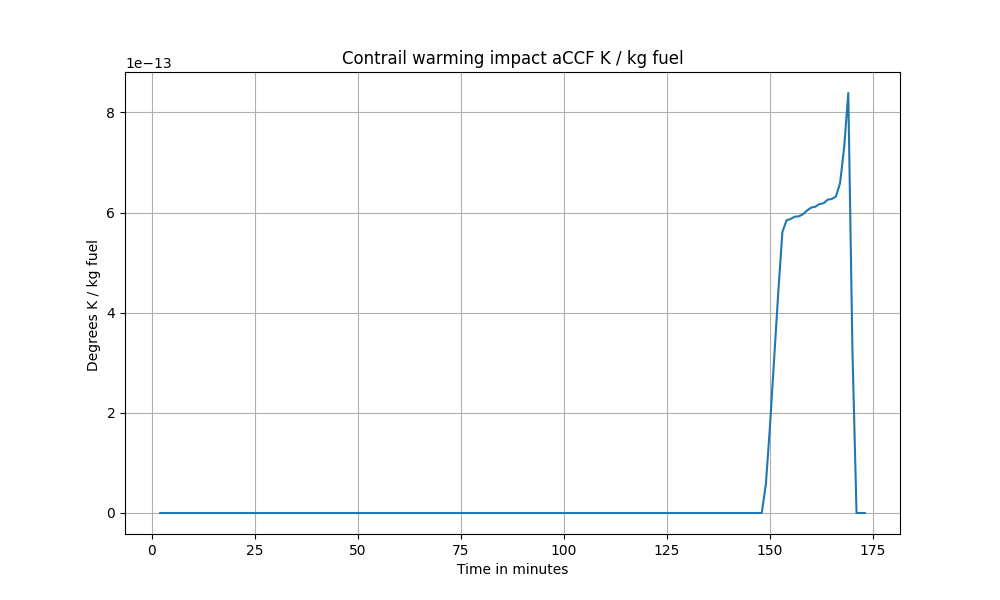 Contrail warming impact aCCF K / kg fuel
1e−13
8
6
4
2
0
Degrees K / kg fuel
0 25 50 75 100 125 150 175
Time in minutes